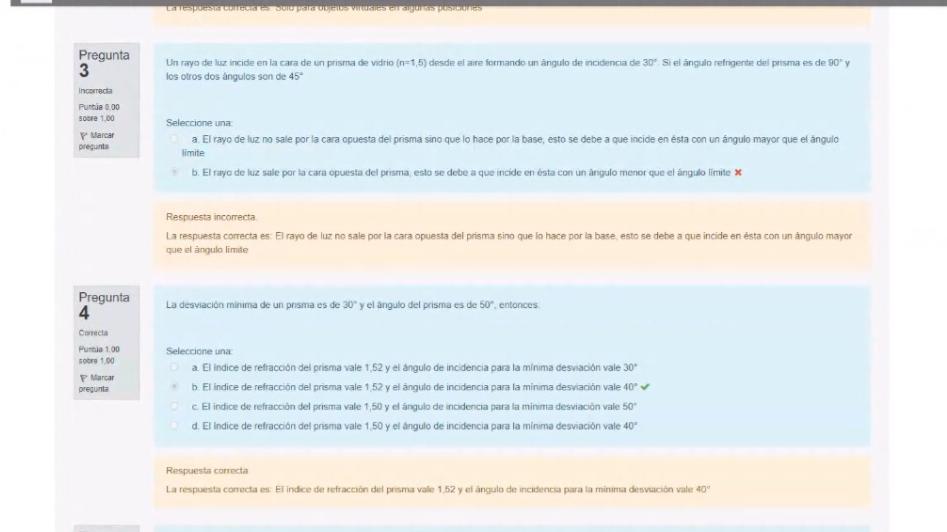 La respuesta correcta es: Sólo para objetos virtuales en algunas posiciones
Pregunta
3
Incorrecta
Puntúa 0,00
sobre 1,00
Marcar
pregunta
Un rayo de luz incide en la cara de un prisma de vidrio (n=1,5) desde el aire formando un ángulo de incidencia de 30°. Si el ángulo refrigente del prisma es de 90° y
los otros dos ángulos son de 45°
Seleccione una:
a. El rayo de luz no sale por la cara opuesta del prisma sino que lo hace por la base, esto se debe a que incide en ésta con un ángulo mayor que el ángulo
límite
b. El rayo de luz sale por la cara opuesta del prisma, esto se debe a que incide en ésta con un ángulo menor que el ángulo límite
Respuesta incorrecta.
La respuesta correcta es: El rayo de luz no sale por la cara opuesta del prisma sino que lo hace por la base, esto se debe a que incide en ésta con un ángulo mayor
que el ángulo límite
Pregunta
4
Correcta
Puntúa 1,00
sobre 1,00
Marcar
pregunta
La desviación mínima de un prisma es de 30° y el ángulo del prisma es de 50°, entonces:
Seleccione una:
a. El índice de refracción del prisma vale 1,52 y el ángulo de incidencia para la mínima desviación vale 30°
b. El índice de refracción del prisma vale 1,52 y el ángulo de incidencia para la mínima desviación vale 40°
c. El índice de refracción del prisma vale 1,50 y el ángulo de incidencia para la mínima desviación vale 50°
d. El índice de refracción del prisma vale 1,50 y el ángulo de incidencia para la mínima desviación vale 40°
Respuesta correcta
La respuesta correcta es: El índice de refracción del prisma vale 1,52 y el ángulo de incidencia para la mínima desviación vale 40°